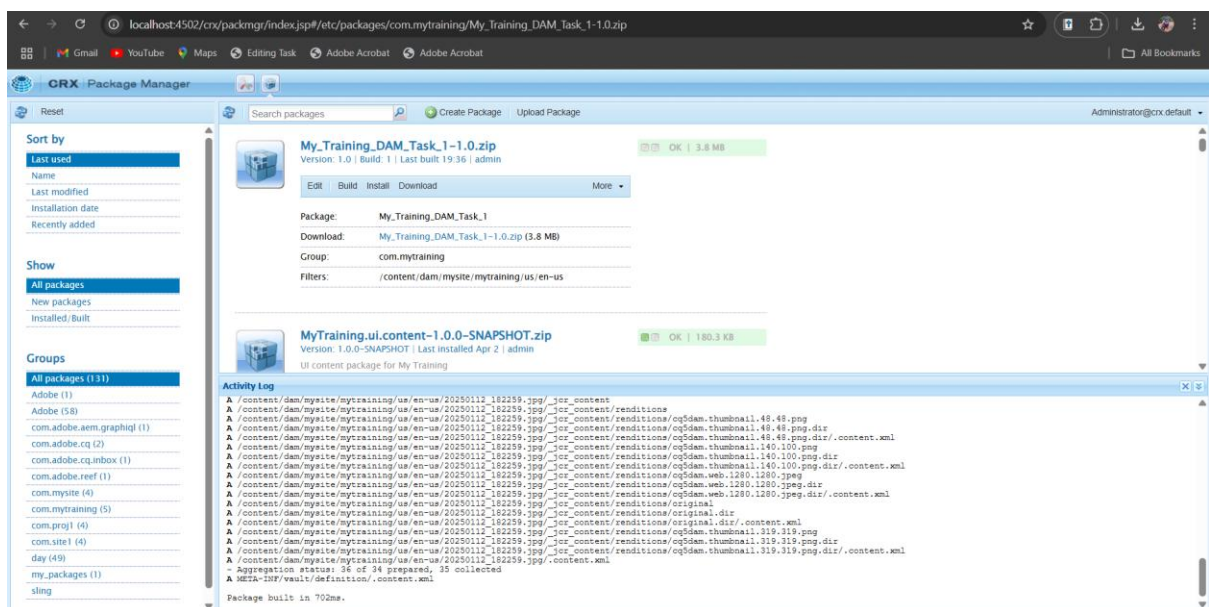 localhost:4502/crx/packmgr/index.jsp#/etc/packages/com.mytraining/My_Training_DAM_Task_1-1.0.zip
Gmail YouTube Maps Editing Task Adobe Acrobat Adobe Acrobat All Bookmarks
CRX Package Manager
Reset Search packages Create Package Upload Package Administrator@crx.default
Sort by
Last used
Name
Last modified
Installation date
Recently added
Show
All packages
New packages
Installed/Built
Groups
All packages (131)
Adobe (1)
Adobe (58)
com.adobe.aem.graphiql (1)
com.adobe.cq (2)
com.adobe.cq.inbox (1)
com.adobe.reef (1)
com.mysite (4)
com.mytraining (5)
com.proj1 (4)
com.site1 (4)
day (49)
my_packages (1)
sling
My_Training_DAM_Task_1-1.0.zip OK | 3.8 MB
Version: 1.0 | Build: 1 | Last built 19:36 | admin
Edit Build Install Download More
Package: My_Training_DAM_Task_1
Download: My_Training_DAM_Task_1-1.0.zip (3.8 MB)
Group: com.mytraining
Filters: /content/dam/mysite/mytraining/us/en-us
MyTraining.ui.content-1.0.0-SNAPSHOT.zip OK | 180.3 KB
Version: 1.0.0-SNAPSHOT | Last installed Apr 2 | admin
UI content package for My Training
Activity Log
A /content/dam/mysite/mytraining/us/en-us/20250112_182259.jpg/_jcr_content
A /content/dam/mysite/mytraining/us/en-us/20250112_182259.jpg/_jcr_content/renditions
A /content/dam/mysite/mytraining/us/en-us/20250112_182259.jpg/_jcr_content/renditions/cq5dam.thumbnail.48.48.png
A /content/dam/mysite/mytraining/us/en-us/20250112_182259.jpg/_jcr_content/renditions/cq5dam.thumbnail.48.48.png.dir
A /content/dam/mysite/mytraining/us/en-us/20250112_182259.jpg/_jcr_content/renditions/cq5dam.thumbnail.48.48.png.dir/.content.xml
A /content/dam/mysite/mytraining/us/en-us/20250112_182259.jpg/_jcr_content/renditions/cq5dam.thumbnail.140.100.png
A /content/dam/mysite/mytraining/us/en-us/20250112_182259.jpg/_jcr_content/renditions/cq5dam.thumbnail.140.100.png.dir
A /content/dam/mysite/mytraining/us/en-us/20250112_182259.jpg/_jcr_content/renditions/cq5dam.thumbnail.140.100.png.dir/.content.xml
A /content/dam/mysite/mytraining/us/en-us/20250112_182259.jpg/_jcr_content/renditions/cq5dam.web.1280.1280.jpeg
A /content/dam/mysite/mytraining/us/en-us/20250112_182259.jpg/_jcr_content/renditions/cq5dam.web.1280.1280.jpeg.dir
A /content/dam/mysite/mytraining/us/en-us/20250112_182259.jpg/_jcr_content/renditions/cq5dam.web.1280.1280.jpeg.dir/.content.xml
A /content/dam/mysite/mytraining/us/en-us/20250112_182259.jpg/_jcr_content/renditions/original
A /content/dam/mysite/mytraining/us/en-us/20250112_182259.jpg/_jcr_content/renditions/original.dir
A /content/dam/mysite/mytraining/us/en-us/20250112_182259.jpg/_jcr_content/renditions/original.dir/.content.xml
A /content/dam/mysite/mytraining/us/en-us/20250112_182259.jpg/_jcr_content/renditions/cq5dam.thumbnail.319.319.png
A /content/dam/mysite/mytraining/us/en-us/20250112_182259.jpg/_jcr_content/renditions/cq5dam.thumbnail.319.319.png.dir
A /content/dam/mysite/mytraining/us/en-us/20250112_182259.jpg/_jcr_content/renditions/cq5dam.thumbnail.319.319.png.dir/.content.xml
A /content/dam/mysite/mytraining/us/en-us/20250112_182259.jpg/.content.xml
- Aggregation status: 36 of 34 prepared, 35 collected
A META-INF/vault/definition/.content.xml
Package built in 702ms.